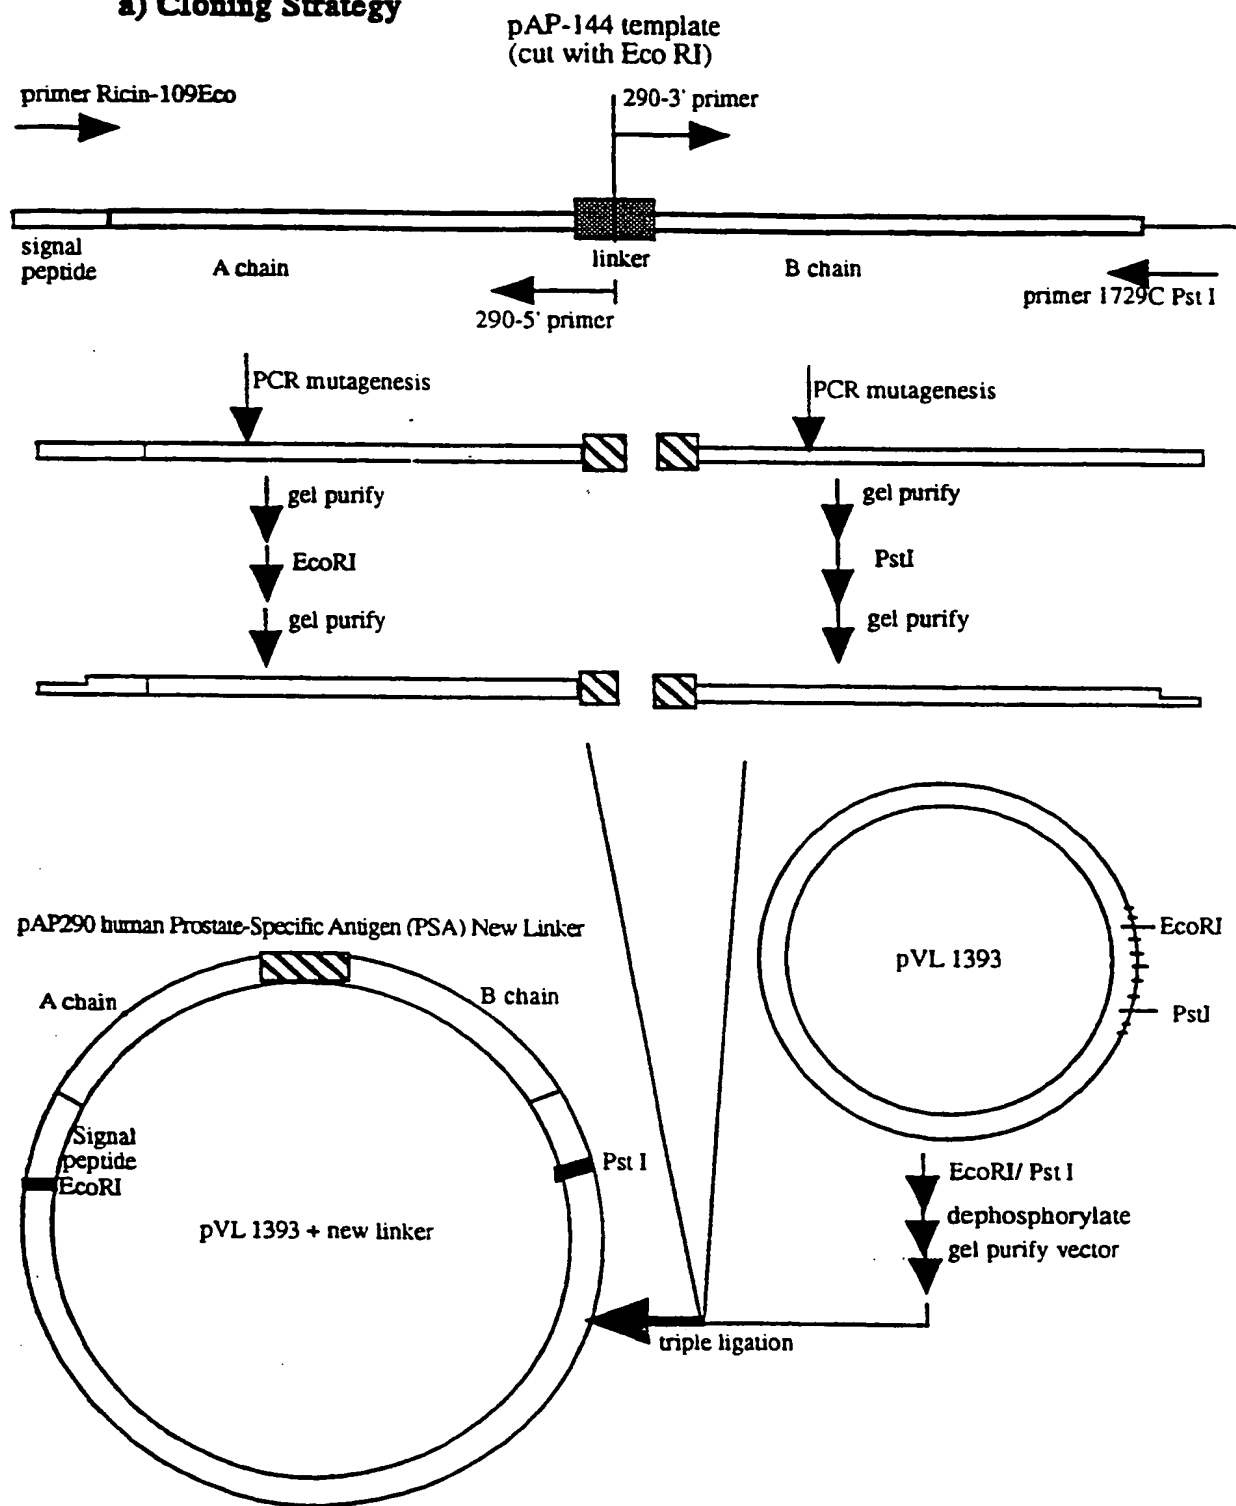 a) Cloning Strategy
pAP-144 template
(cut with Eco RI)
primer Ricin-109Eco
290-3' primer
signal
peptide
A chain
linker
B chain
290-5' primer
primer 1729C Pst I
PCR mutagenesis
PCR mutagenesis
gel purify
EcoRI
gel purify
gel purify
PstI
gel purify
pAP290 human Prostate-Specific Antigen (PSA) New Linker
A chain
B chain
Signal
peptide
EcoRI
Pst I
pVL 1393 + new linker
pVL 1393
EcoRI
PstI
EcoRI/ Pst I
dephosphorylate
gel purify vector
triple ligation